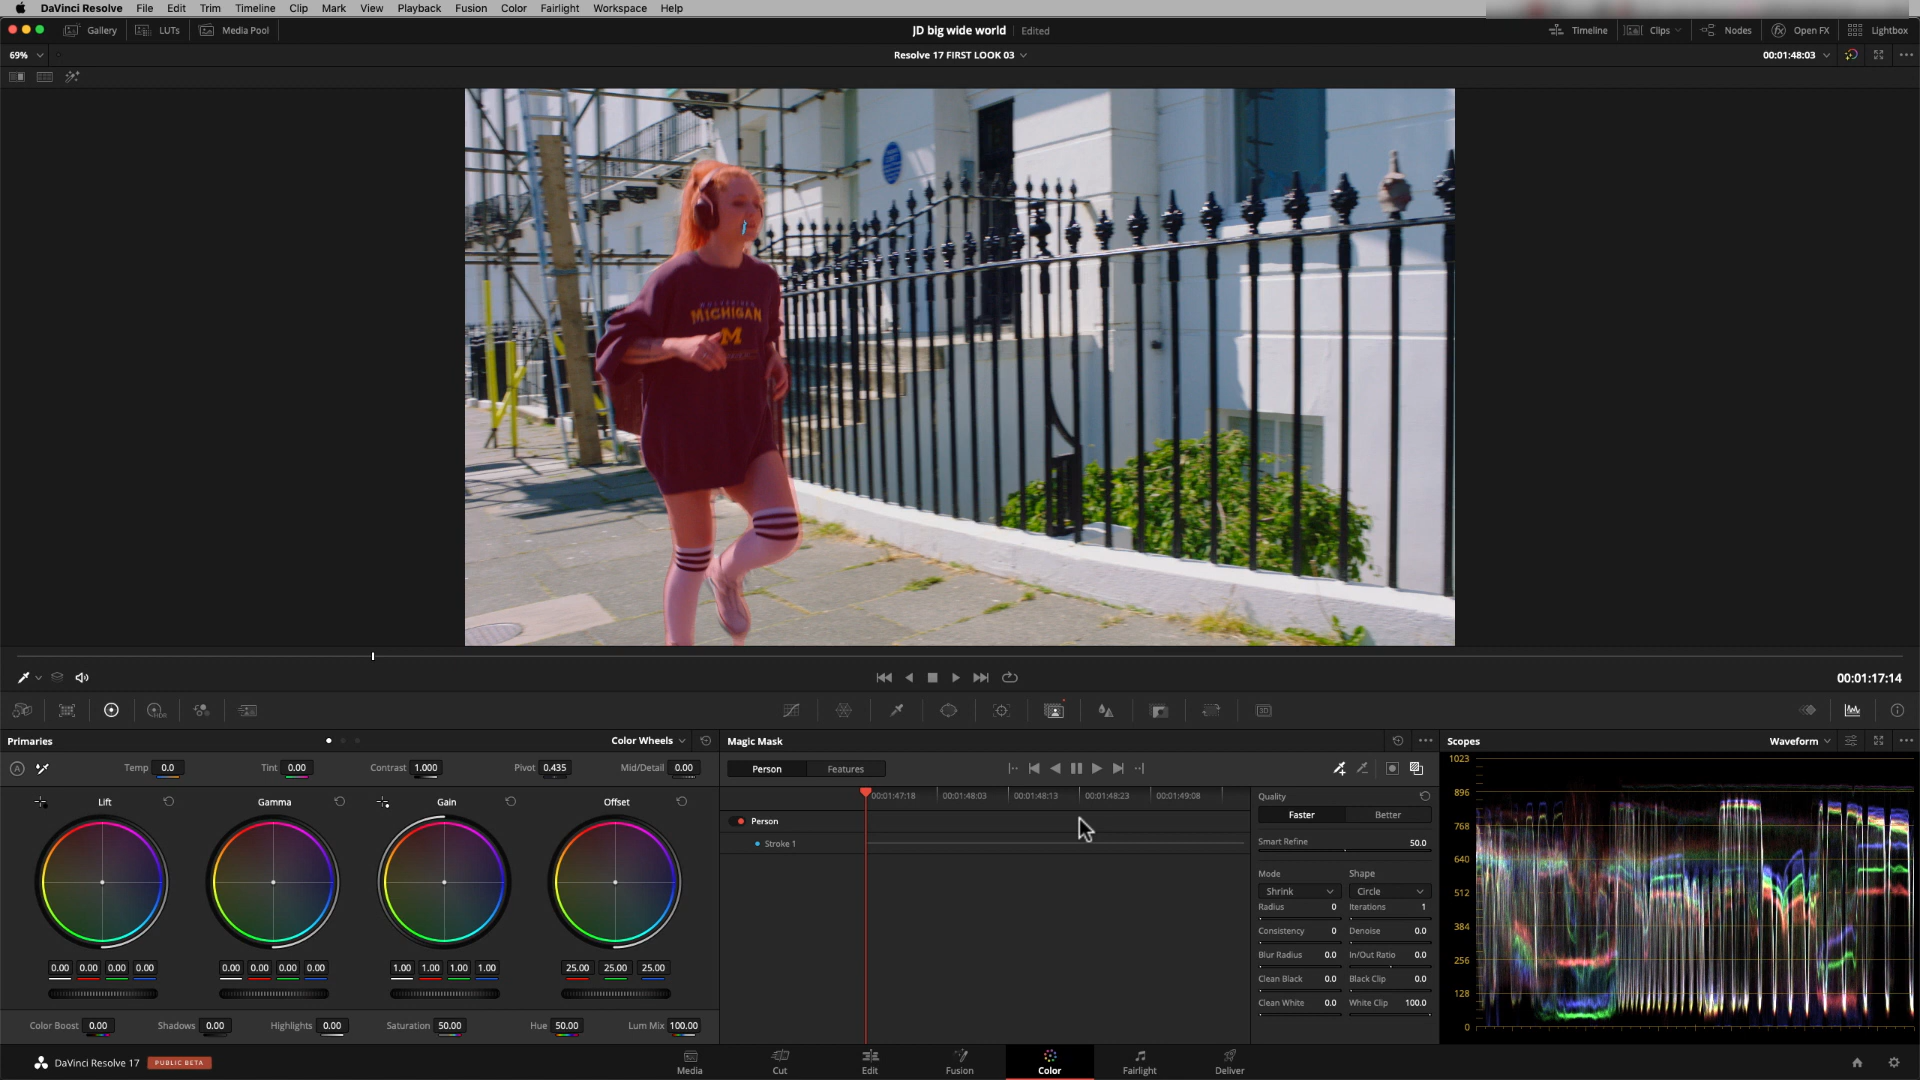 DaVinci Resolve File Edit Trim Timeline Clip Mark View Playback Fusion Color Fairlight Workspace Help
Gallery LUTs Media Pool JD big wide world Edited Timeline Clips Nodes Open FX Lightbox
69% Resolve 17 FIRST LOOK 03 00:01:48:03
MICHIGAN
M
00:01:17:14
Primaries Color Wheels Magic Mask Scopes Waveform
Temp 0.0 Tint 0.00 Contrast 1.000 Pivot 0.435 Mid/Detail 0.00 Person Features
Lift Gamma Gain Offset
00:01:47:18 00:01:48:03 00:01:48:13 00:01:48:23 00:01:49:08
Person
Stroke 1
Quality
Faster Better
Smart Refine 50.0
Mode Shape
Shrink Circle
Radius 0 Iterations 1
Consistency 0 Denoise 0.0
Blur Radius 0.0 In/Out Ratio 0.0
Clean Black 0.0 Black Clip 0.0
Clean White 0.0 White Clip 100.0
1023
896
768
640
512
384
256
128
0
0.00 0.00 0.00 0.00 0.00 0.00 0.00 0.00 1.00 1.00 1.00 1.00 25.00 25.00 25.00
Color Boost 0.00 Shadows 0.00 Highlights 0.00 Saturation 50.00 Hue 50.00 Lum Mix 100.00
DaVinci Resolve 17 PUBLIC BETA Media Cut Edit Fusion Color Fairlight Deliver